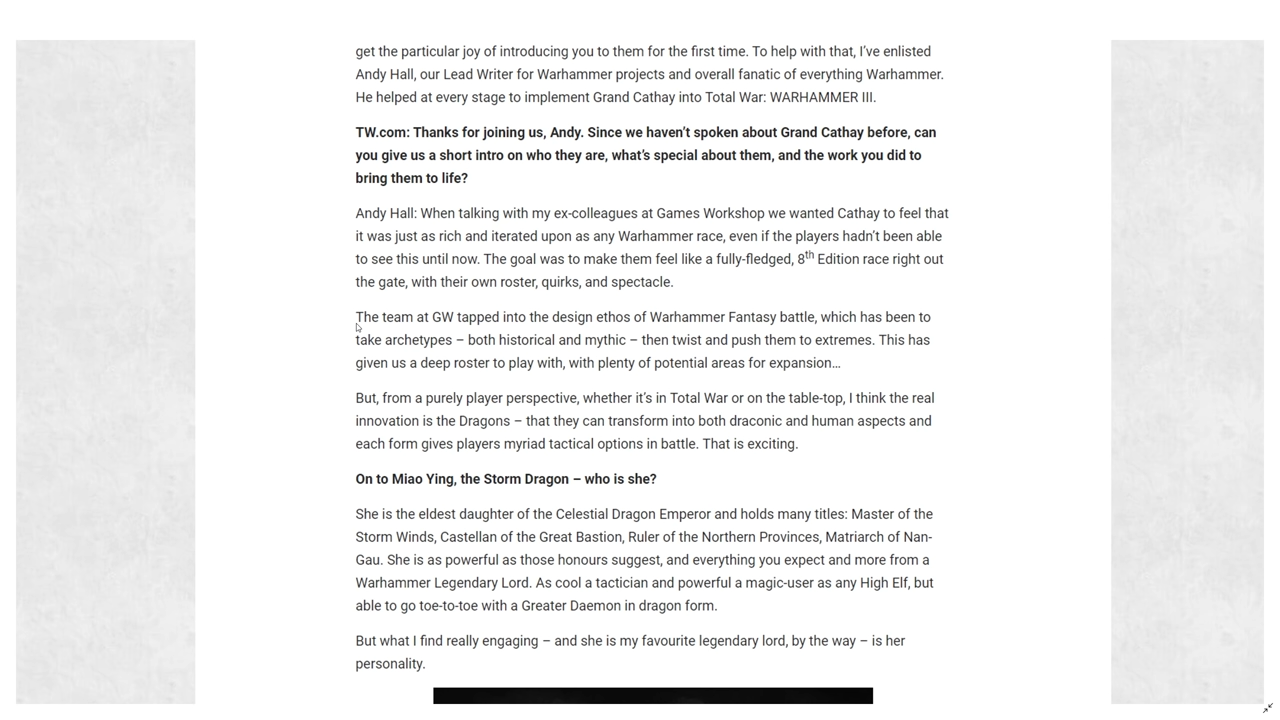 get the particular joy of introducing you to them for the first time. To help with that, I've enlisted
Andy Hall, our Lead Writer for Warhammer projects and overall fanatic of everything Warhammer.
He helped at every stage to implement Grand Cathay into Total War: WARHAMMER III.
TW.com: Thanks for joining us, Andy. Since we haven't spoken about Grand Cathay before, can
you give us a short intro on who they are, what's special about them, and the work you did to
bring them to life?
Andy Hall: When talking with my ex-colleagues at Games Workshop we wanted Cathay to feel that
it was just as rich and iterated upon as any Warhammer race, even if the players hadn't been able
to see this until now. The goal was to make them feel like a fully-fledged, 8th Edition race right out
the gate, with their own roster, quirks, and spectacle.
The team at GW tapped into the design ethos of Warhammer Fantasy battle, which has been to
take archetypes – both historical and mythic – then twist and push them to extremes. This has
given us a deep roster to play with, with plenty of potential areas for expansion…
But, from a purely player perspective, whether it's in Total War or on the table-top, I think the real
innovation is the Dragons – that they can transform into both draconic and human aspects and
each form gives players myriad tactical options in battle. That is exciting.
On to Miao Ying, the Storm Dragon – who is she?
She is the eldest daughter of the Celestial Dragon Emperor and holds many titles: Master of the
Storm Winds, Castellan of the Great Bastion, Ruler of the Northern Provinces, Matriarch of Nan-
Gau. She is as powerful as those honours suggest, and everything you expect and more from a
Warhammer Legendary Lord. As cool a tactician and powerful a magic-user as any High Elf, but
able to go toe-to-toe with a Greater Daemon in dragon form.
But what I find really engaging – and she is my favourite legendary lord, by the way – is her
personality.